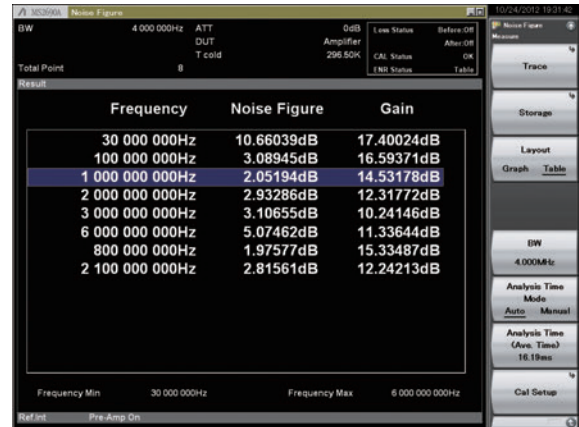 MS2690A Noise Figure
10/24/2012 19:31:42
BW 4 000 000Hz ATT 0dB Loss Status Before:Off
DUT Amplifier After:Off
T cold 296.50K CAL Status OK
Total Point 8 ENR Status Table
Result
Frequency Noise Figure Gain
30 000 000Hz 10.66039dB 17.40024dB
100 000 000Hz 3.08945dB 16.59371dB
1 000 000 000Hz 2.05194dB 14.53178dB
2 000 000 000Hz 2.93286dB 12.31772dB
3 000 000 000Hz 3.10655dB 10.24146dB
6 000 000 000Hz 5.07462dB 11.33644dB
800 000 000Hz 1.97577dB 15.33487dB
2 100 000 000Hz 2.81561dB 12.24213dB
Frequency Min 30 000 000Hz Frequency Max 6 000 000 000Hz
Ref.Int Pre-Amp On
Noise Figure
Measure
Trace
Storage
Layout
Graph Table
BW
4.000MHz
Analysis Time
Mode
Auto Manual
Analysis Time
(Ave. Time)
16.19ms
Cal Setup